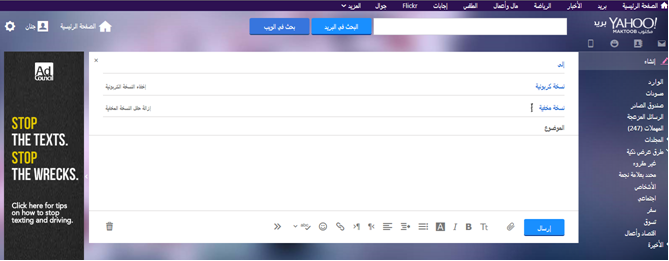 الصفحة الرئيسية بريد الأخبار الرياضة مال وأعمال الطقس إجابات Flickr جوال المزيد
YAHOO! بريد
مكتوب MAKTOOB
البحث في البريد بحث في الويب
الصفحة الرئيسية جنان
إنشاء
الوارد
مسودات
صندوق الصادر
الرسائل المزعجة
المهملات (247)
المجلدات
طرق عرض ذكية
غير مقروء
محدد بعلامة نجمة
الأشخاص
اجتماعي
سفر
تسوق
اقتصاد وأعمال
الأخيرة
إلى
نسخة كربونية إخفاء النسخة الكربونية
نسخة مخفية إزالة حقل النسخة المخفية
الموضوع
إرسال
Tt B I A
Ad
Council
STOP
THE TEXTS.
STOP
THE WRECKS.
Click here for tips
on how to stop
texting and driving.